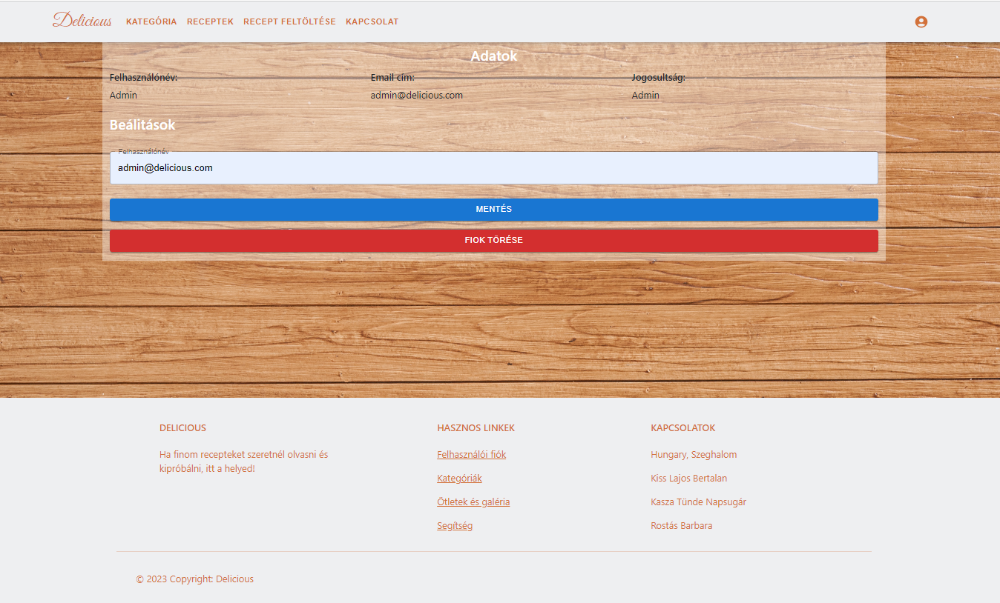 Delicious KATEGÓRIA RECEPTEK RECEPT FELTÖLTÉSE KAPCSOLAT
Adatok
Felhasználónév: Email cím: Jogosultság:
Admin admin@delicious.com Admin
Beálitások
Felhasználónév
admin@delicious.com
MENTÉS
FIOK TÖRÉSE
DELICIOUS
Ha finom recepteket szeretnél olvasni és
kipróbálni, itt a helyed!
HASZNOS LINKEK
Felhasználói fiók
Kategóriák
Ötletek és galéria
Segítség
KAPCSOLATOK
Hungary, Szeghalom
Kiss Lajos Bertalan
Kasza Tünde Napsugár
Rostás Barbara
© 2023 Copyright: Delicious